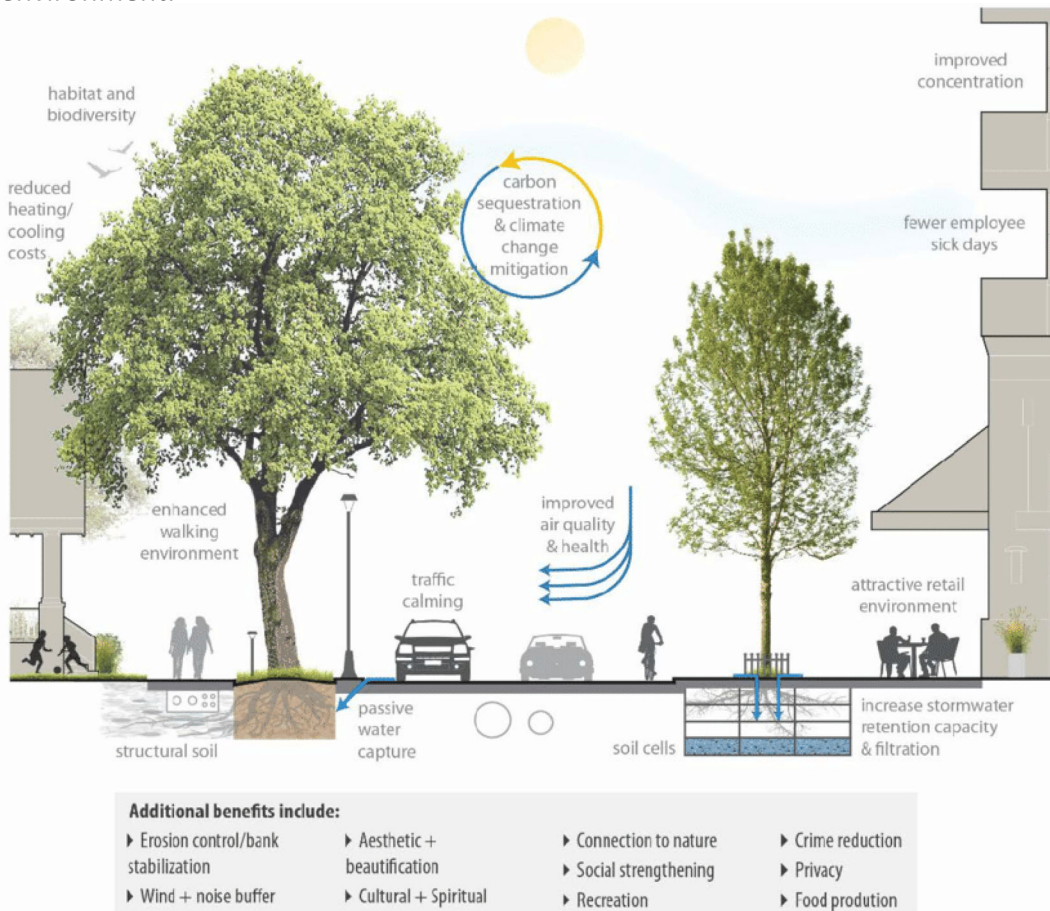 environment.
improved
concentration
habitat and
biodiversity
reduced
heating/
cooling
costs
carbon
sequestration
& climate
change
mitigation
fewer employee
sick days
enhanced
walking
environment
improved
air quality
& health
traffic
calming
attractive retail
environment
passive
water
capture
structural soil
soil cells
increase stormwater
retention capacity
& filtration
Additional benefits include:
▶ Erosion control/bank
stabilization
▶ Wind + noise buffer
▶ Aesthetic +
beautification
▶ Cultural + Spiritual
▶ Connection to nature
▶ Social strengthening
▶ Recreation
▶ Crime reduction
▶ Privacy
▶ Food prodution